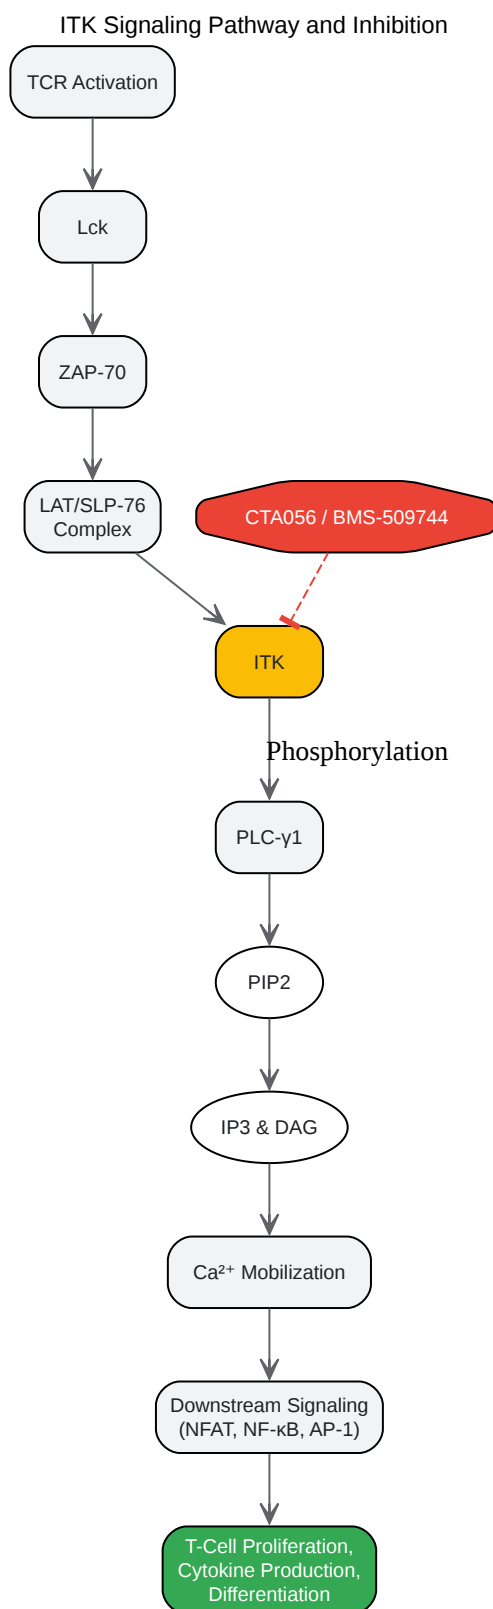 ITK Signaling Pathway and Inhibition
TCR Activation
Lck
ZAP-70
LAT/SLP-76
Complex
CTA056 / BMS-509744
ITK
Phosphorylation
PLC-γ1
PIP2
IP3 & DAG
Ca²⁺ Mobilization
Downstream Signaling
(NFAT, NF-κB, AP-1)
T-Cell Proliferation,
Cytokine Production,
Differentiation